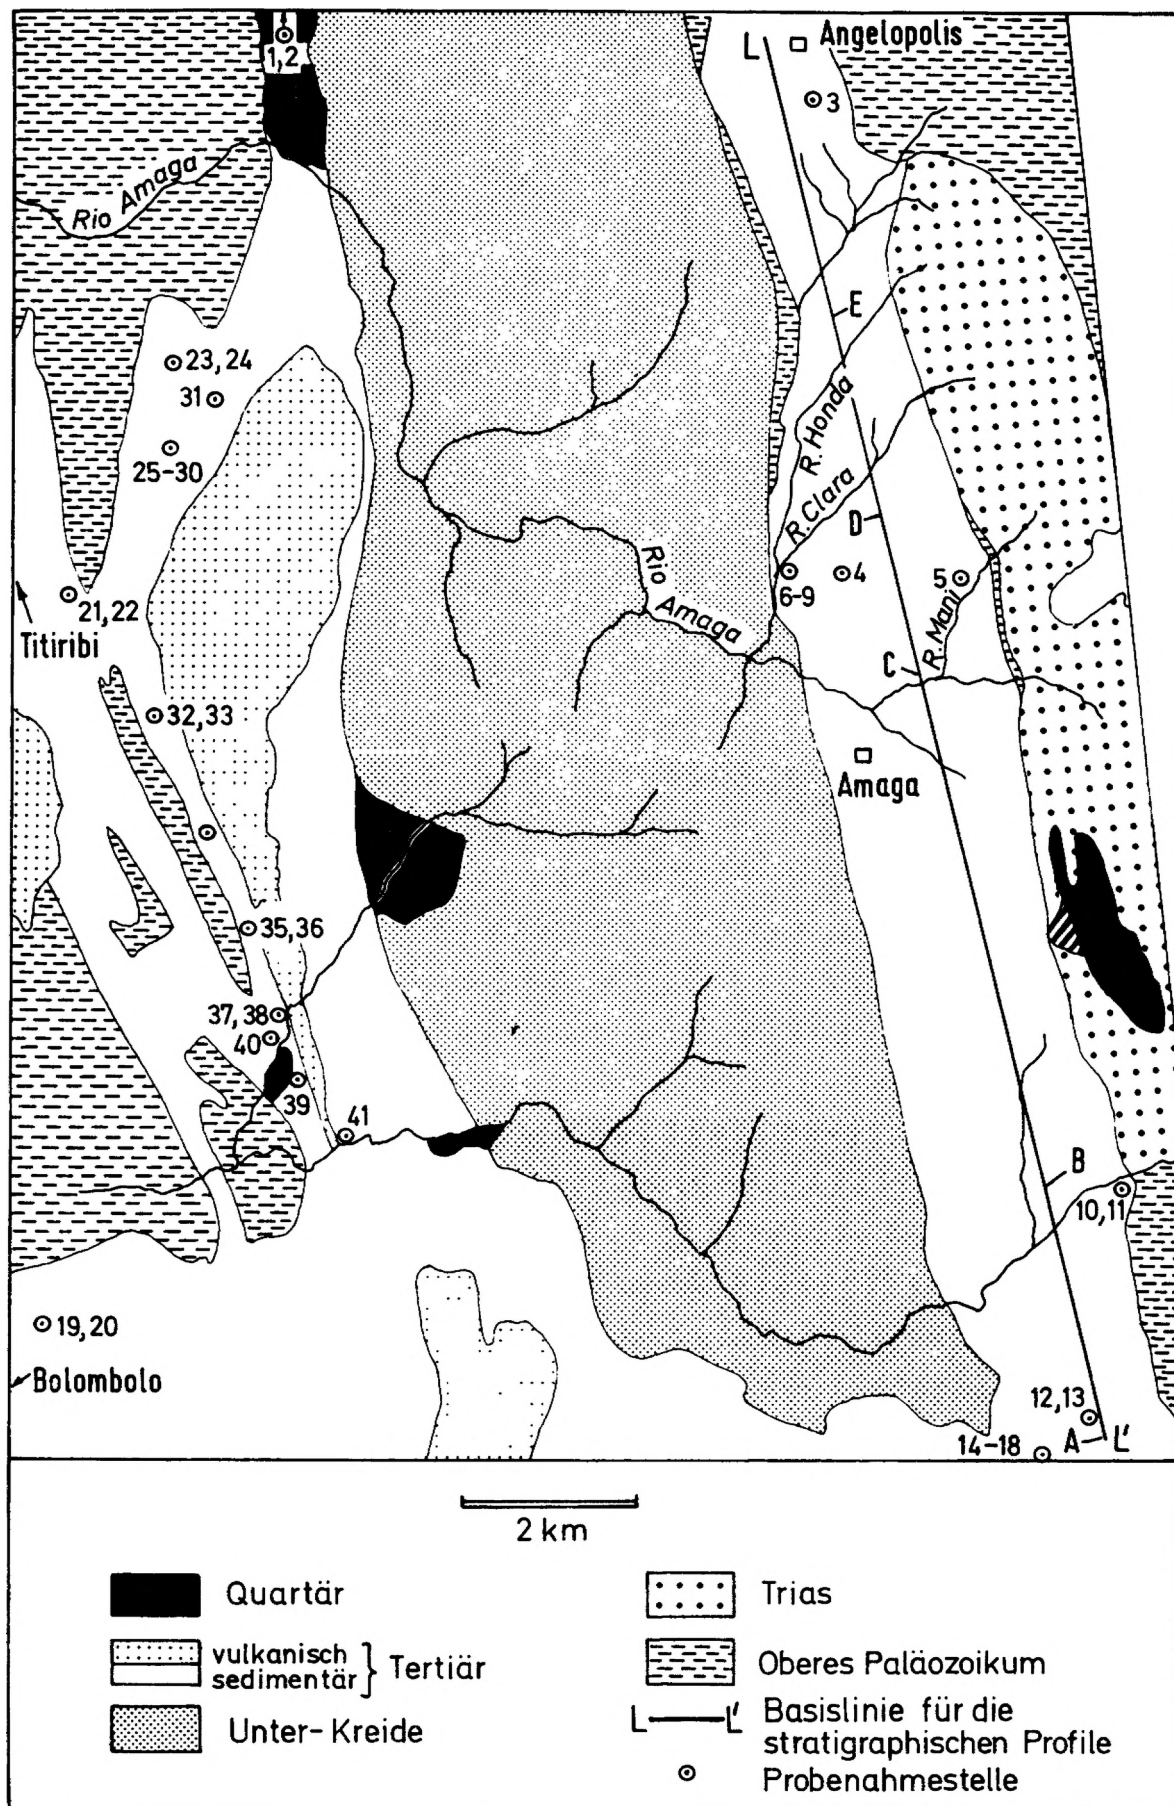 1,2
L
Angelopolis
3
Rio Amaga
E
23,24
31
R. Honda
25-30
R. Clara
D
Rio
Amaga
4
5
6-9
21,22
Titiribi
R. Mani
C
32,33
Amaga
35,36
37,38
40
39
41
B
10,11
19,20
Bolombolo
12,13
14-18
A
L'
2 km
Quartär
vulkanisch
sedimentär } Tertiär
Unter-Kreide
Trias
Oberes Paläozoikum
L L' Basislinie für die
stratigraphischen Profile
Probenahmestelle